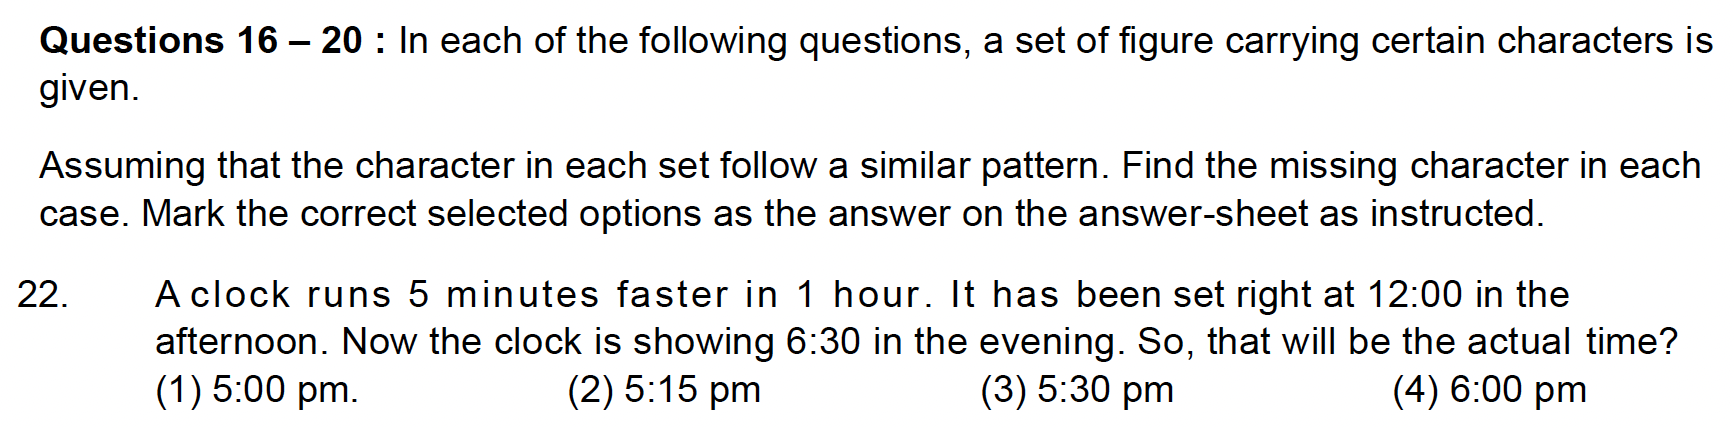 Questions 16 – 20 : In each of the following questions, a set of figure carrying certain characters is
given.
Assuming that the character in each set follow a similar pattern. Find the missing character in each
case. Mark the correct selected options as the answer on the answer-sheet as instructed.
22. A clock runs 5 minutes faster in 1 hour. It has been set right at 12:00 in the
afternoon. Now the clock is showing 6:30 in the evening. So, that will be the actual time?
(1) 5:00 pm. (2) 5:15 pm (3) 5:30 pm (4) 6:00 pm